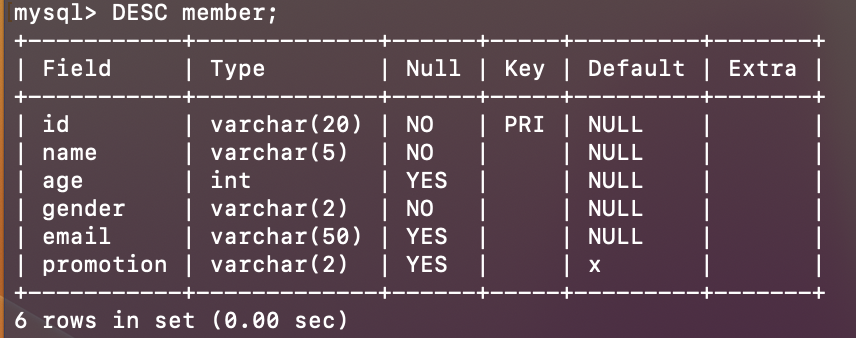 mysql> DESC member;
+-----------+-------------+------+-----+---------+-------+
| Field     | Type        | Null | Key | Default | Extra |
+-----------+-------------+------+-----+---------+-------+
| id        | varchar(20) | NO   | PRI | NULL    |       |
| name      | varchar(5)  | NO   |     | NULL    |       |
| age       | int         | YES  |     | NULL    |       |
| gender    | varchar(2)  | NO   |     | NULL    |       |
| email     | varchar(50) | YES  |     | NULL    |       |
| promotion | varchar(2)  | YES  |     | x       |       |
+-----------+-------------+------+-----+---------+-------+
6 rows in set (0.00 sec)